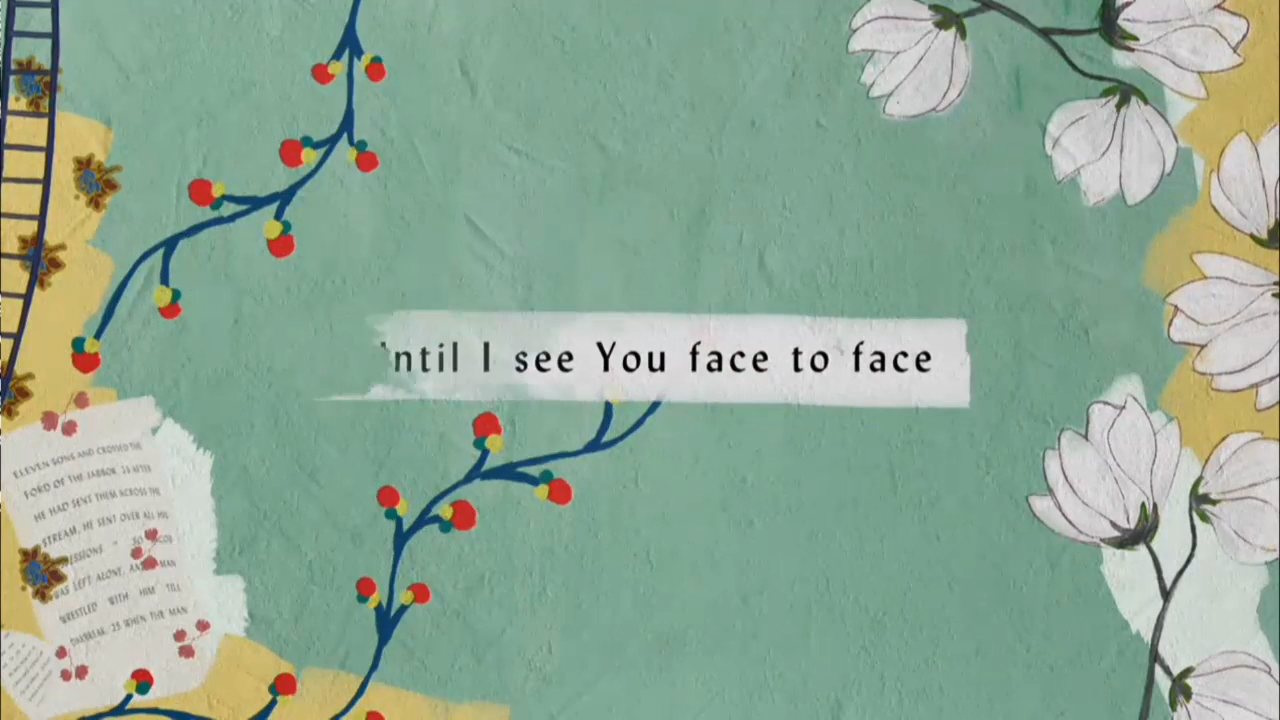 ntil I see You face to face
ELEVEN SONS AND CROSSED THE
FORD OF THE JABBOK. 23 AFTER
HE HAD SENT THEM ACROSS THE
STREAM, HE SENT OVER ALL HIS
SO
WAS LEFT ALONE, MAN
WRESTLED WITH HIM TILL
DAYBREAK. 25 WHEN THE MAN